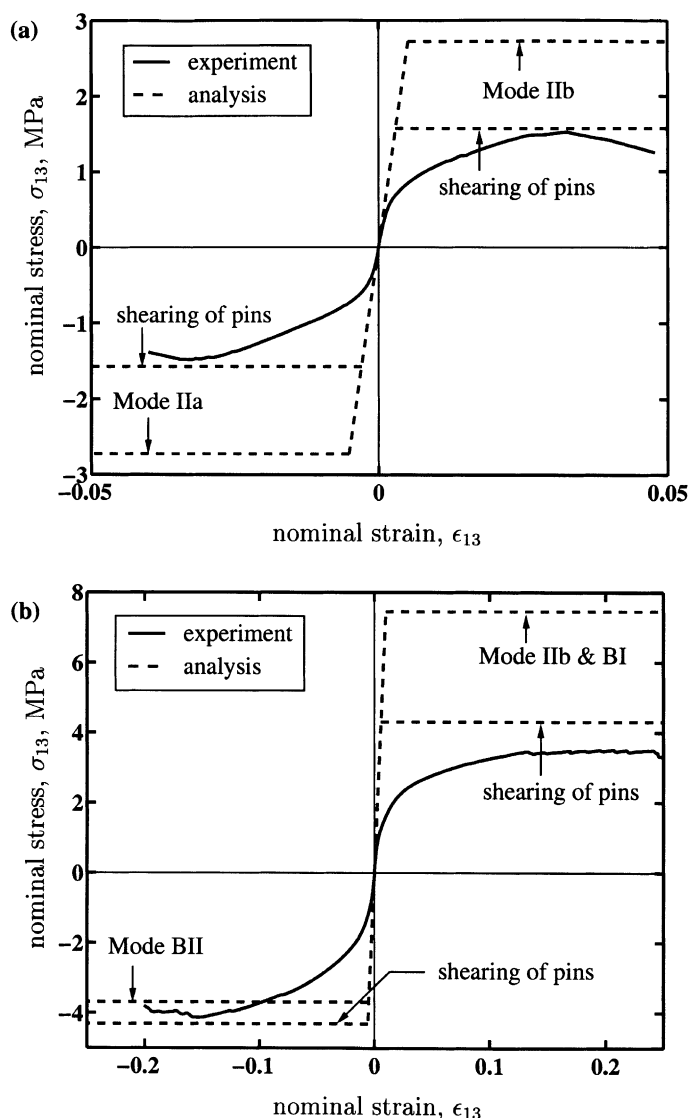 (a)
3
2
1
0
−1
−2
−3
nominal stress, σ13, MPa
experiment
analysis
Mode IIb
shearing of pins
shearing of pins
Mode IIa
−0.05
0
0.05
nominal strain, ϵ13
(b)
8
6
4
2
0
−2
−4
nominal stress, σ13, MPa
experiment
analysis
Mode IIb & BI
shearing of pins
Mode BII
shearing of pins
−0.2
−0.1
0
0.1
0.2
nominal strain, ϵ13